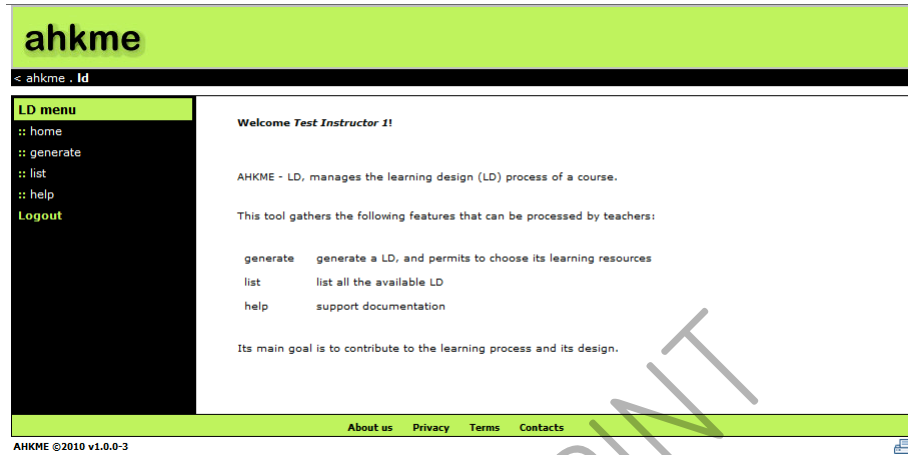 ahkme
< ahkme . ld
LD menu
:: home
:: generate
:: list
:: help
Logout
Welcome Test Instructor 1!
AHKME - LD, manages the learning design (LD) process of a course.
This tool gathers the following features that can be processed by teachers:
generate generate a LD, and permits to choose its learning resources
list list all the available LD
help support documentation
Its main goal is to contribute to the learning process and its design.
About us Privacy Terms Contacts
AHKME ©2010 v1.0.0-3